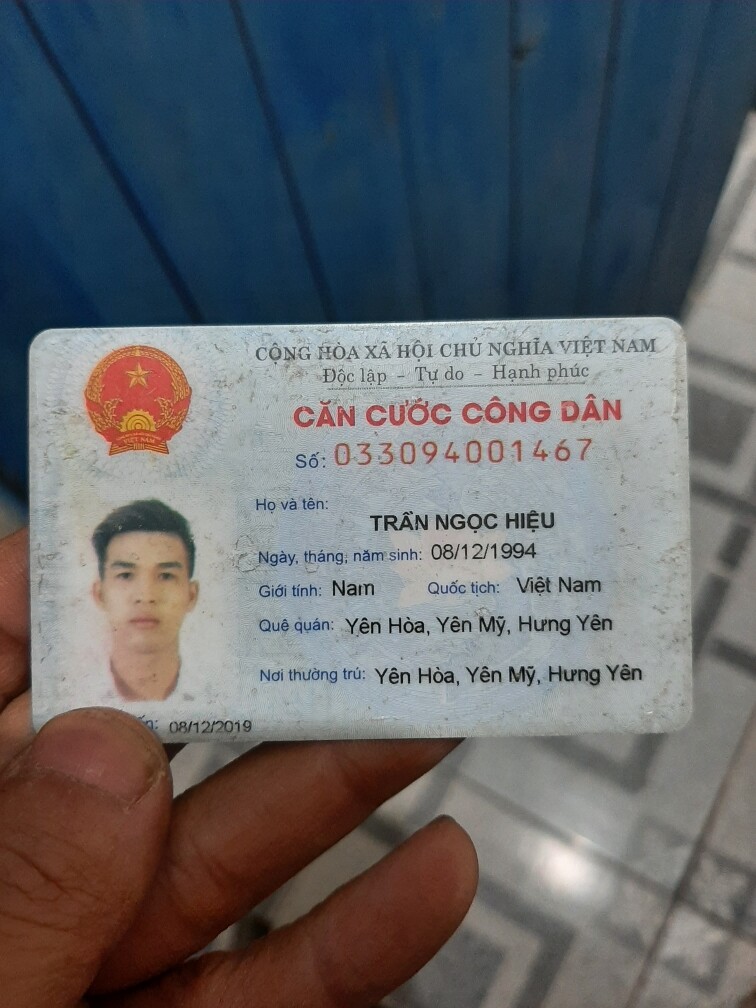 CỘNG HÒA XÃ HỘI CHỦ NGHĨA VIỆT NAM
Độc lập - Tự do - Hạnh phúc
CĂN CƯỚC CÔNG DÂN
Số: 033094001467
Họ và tên:
TRẦN NGỌC HIỆU
Ngày, tháng, năm sinh: 08/12/1994
Giới tính: Nam Quốc tịch: Việt Nam
Quê quán: Yên Hòa, Yên Mỹ, Hưng Yên
Nơi thường trú: Yên Hòa, Yên Mỹ, Hưng Yên
08/12/2019